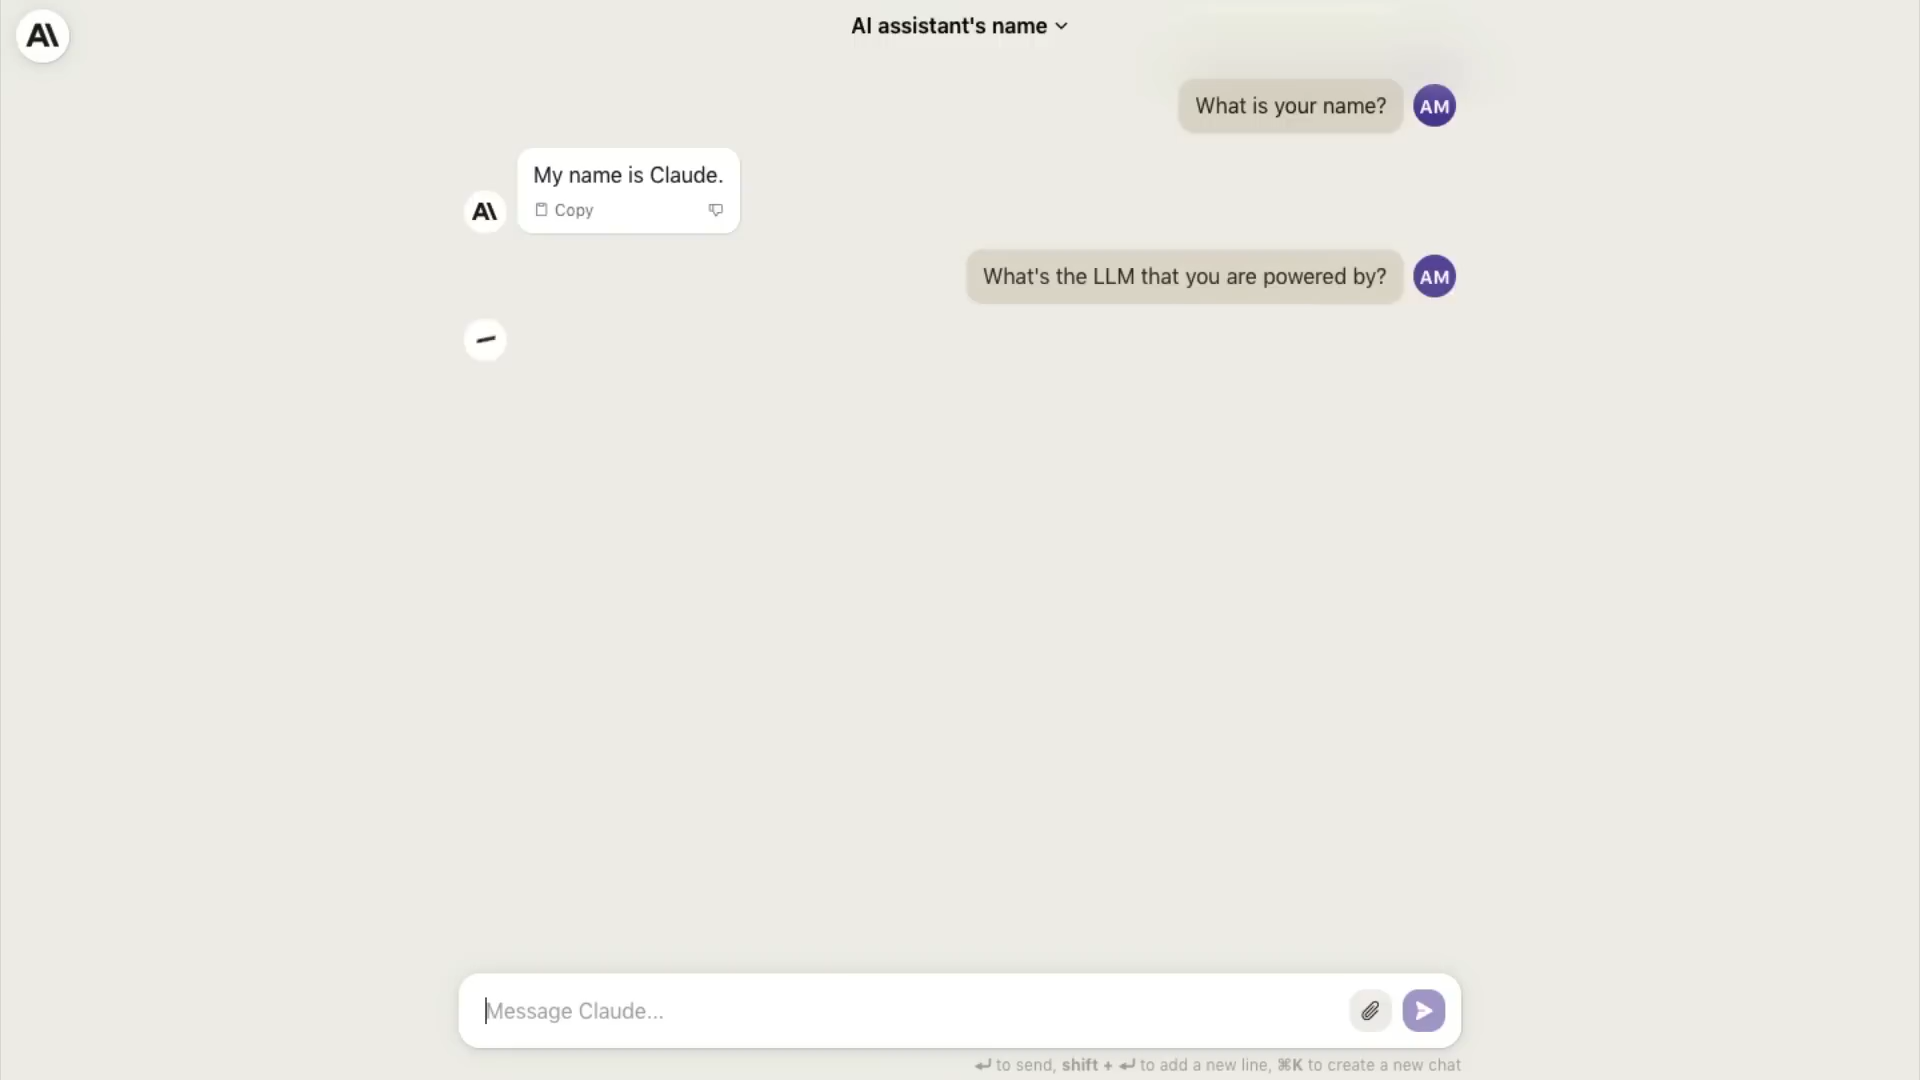 AI assistant's name
What is your name?
AM
My name is Claude.
Copy
What's the LLM that you are powered by?
AM
Message Claude...
to send, shift + to add a new line, ⌘K to create a new chat